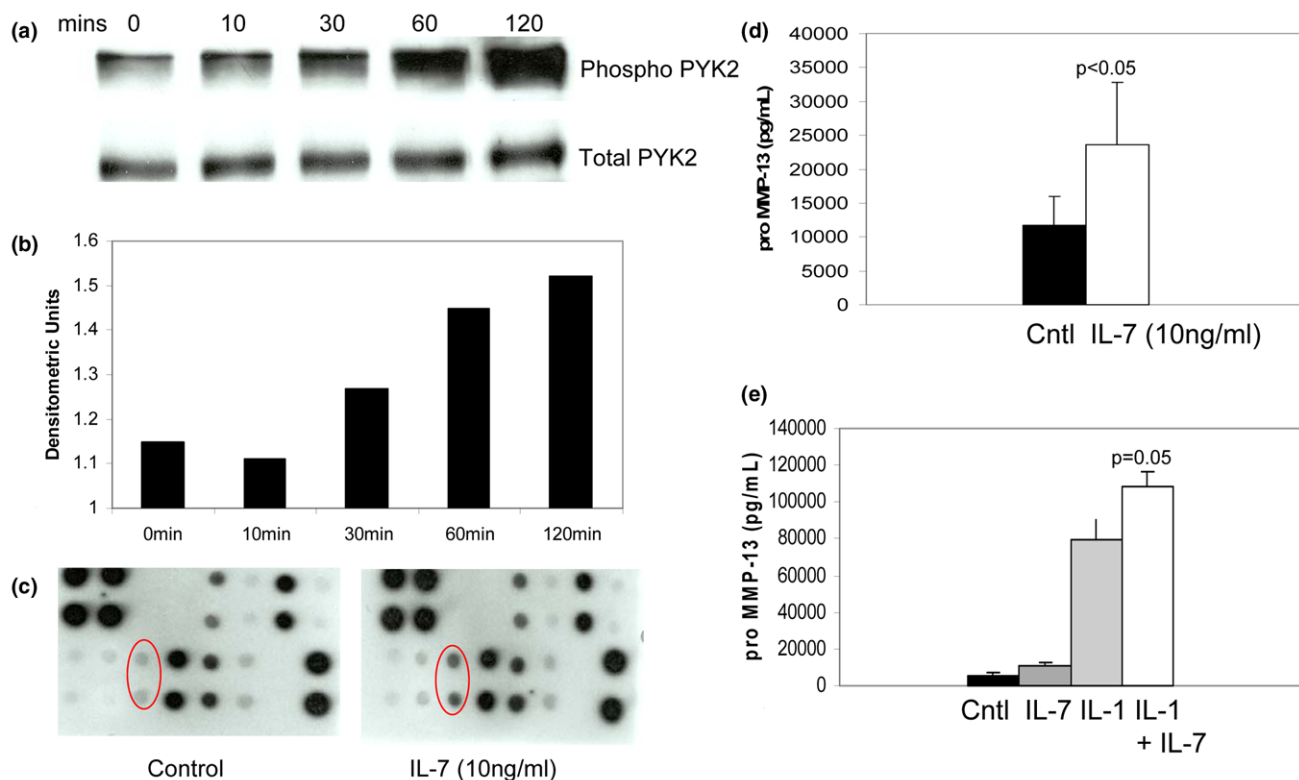 (a)
mins 0 10 30 60 120
Phospho PYK2
Total PYK2
(b)
Densitometric Units
1.6
1.5
1.4
1.3
1.2
1.1
1
0min 10min 30min 60min 120min
(c)
Control
IL-7 (10ng/ml)
(d)
pro MMP-13 (pg/mL)
40000
35000
30000
25000
20000
15000
10000
5000
0
p<0.05
Cntl IL-7 (10ng/ml)
(e)
pro MMP-13 (pg/mL)
140000
120000
100000
80000
60000
40000
20000
0
p=0.05
Cntl IL-7 IL-1 IL-1
+ IL-7